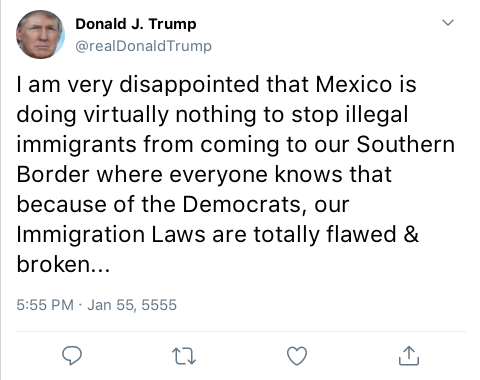 Donald J. Trump
@realDonaldTrump
I am very disappointed that Mexico is
doing virtually nothing to stop illegal
immigrants from coming to our Southern
Border where everyone knows that
because of the Democrats, our
Immigration Laws are totally flawed &
broken...
5:55 PM · Jan 55, 5555